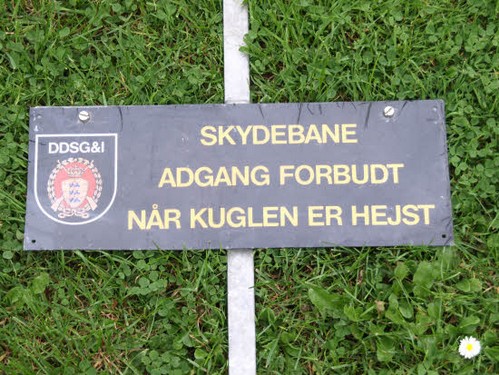 DDSG&I
SKYDEBANE
ADGANG FORBUDT
NÅR KUGLEN ER HEJST